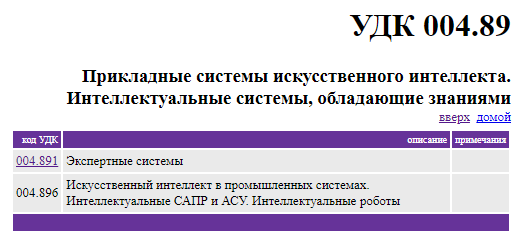 УДК 004.89
Прикладные системы искусственного интеллекта.
Интеллектуальные системы, обладающие знаниями
вверх домой
код УДК описание примечания
004.891 Экспертные системы
004.896 Искусственный интеллект в промышленных системах.
Интеллектуальные САПР и АСУ. Интеллектуальные роботы